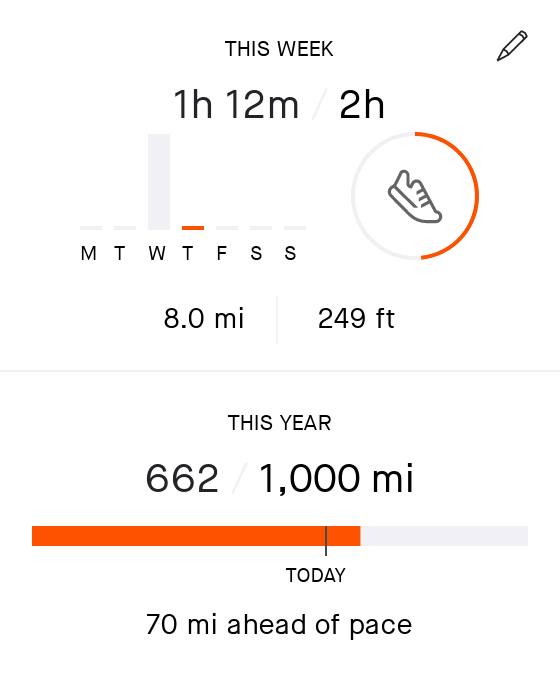 THIS WEEK
1h 12m / 2h
M T W T F S S
8.0 mi 249 ft
THIS YEAR
662 / 1,000 mi
TODAY
70 mi ahead of pace